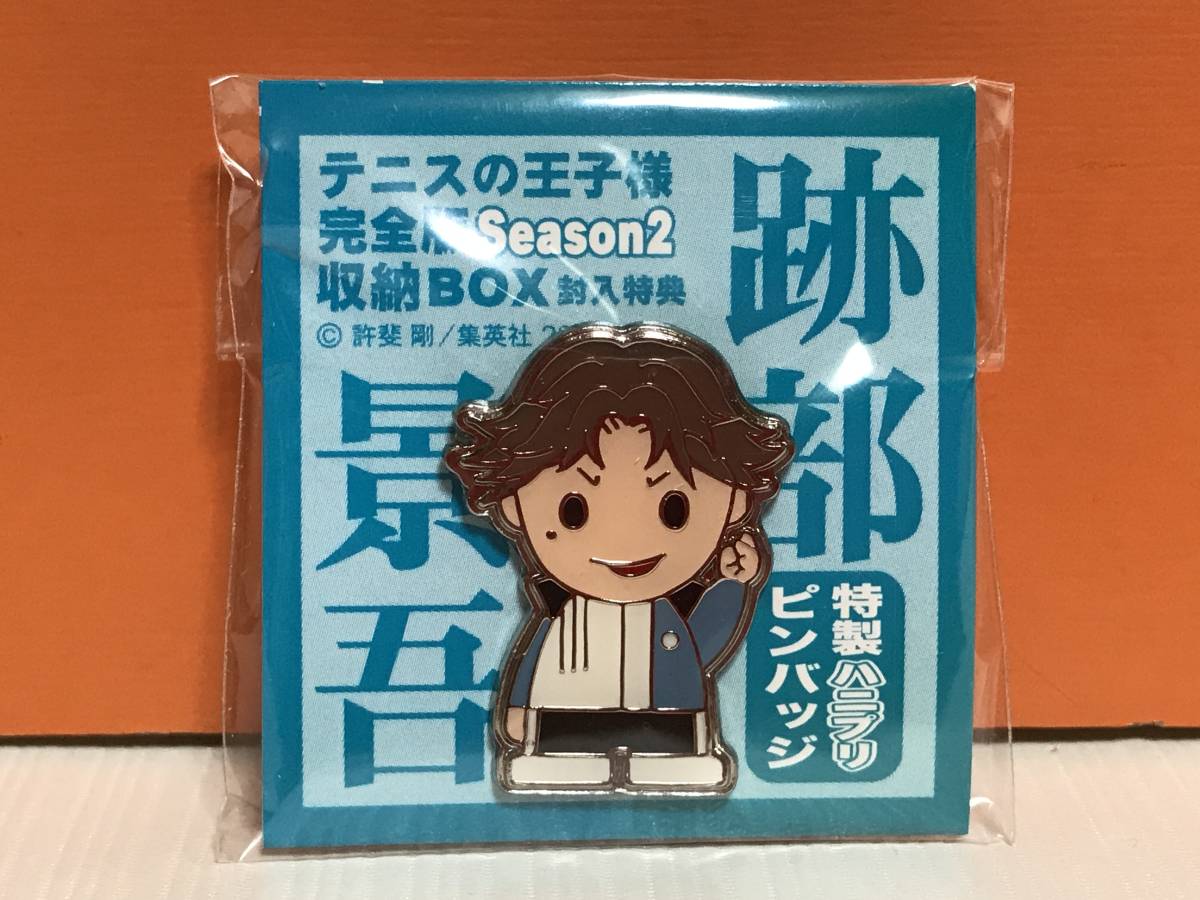 テニスの王子様
完全版Season2
収納BOX封入特典
© 許斐 剛／集英社
跡部
景吾
特製ハニプリ
ピンバッジ